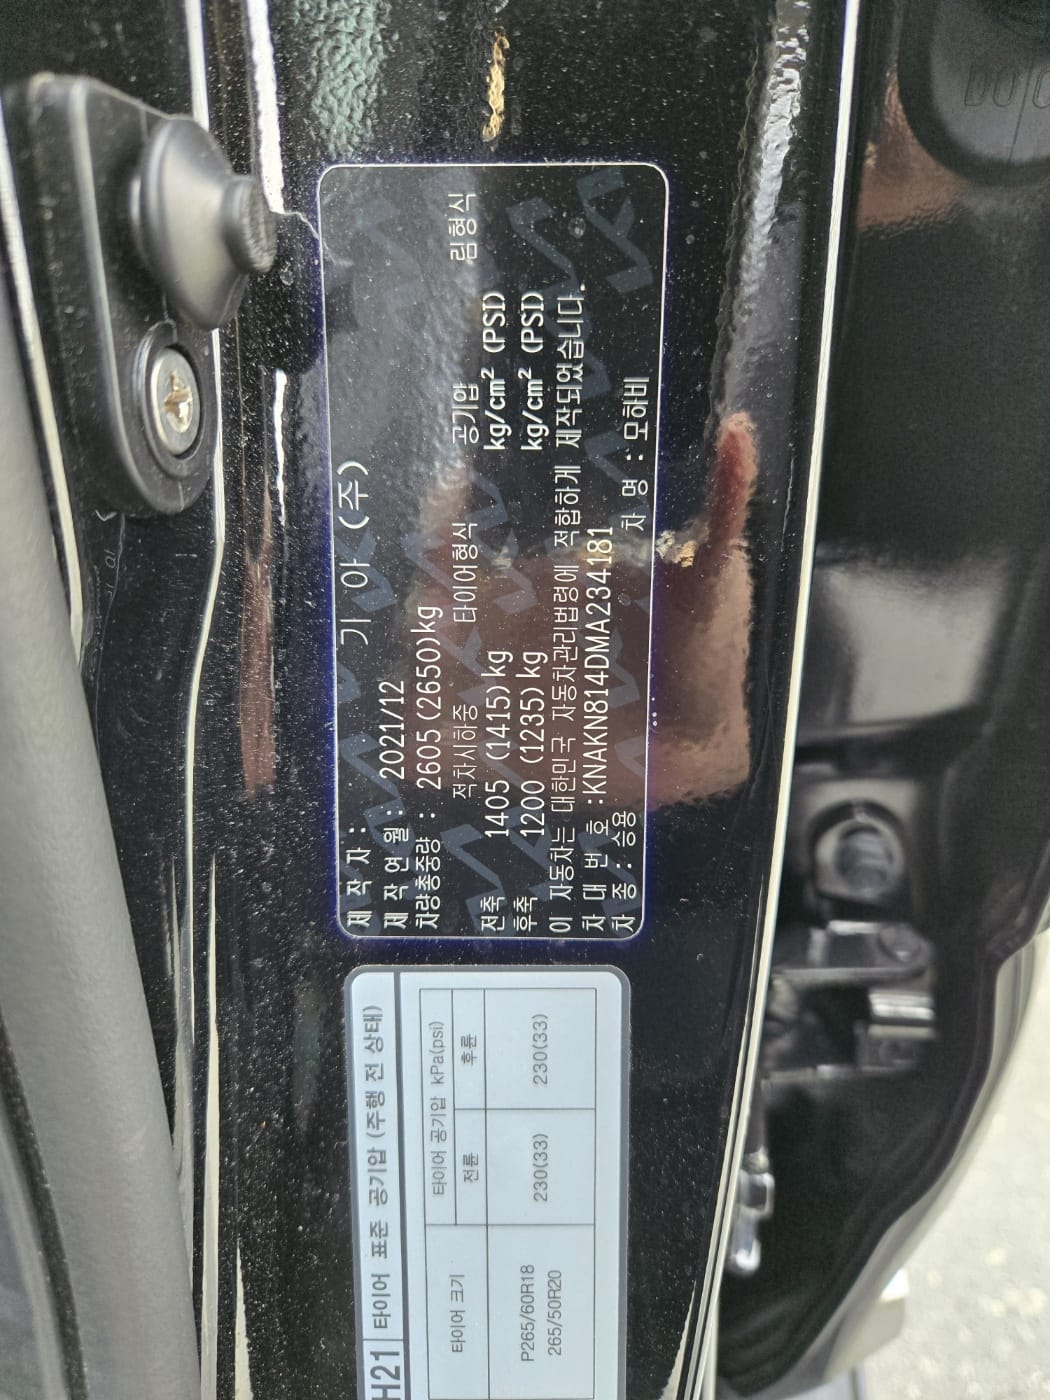 제 작 자 : 기 아 (주)
제 작 연 월 : 2021/12
차량총중량 : 2605(2650)kg
적차시하중 타이어형식 공기압 림형식
전축 1405 (1415)kg kg/cm² (PSI)
후축 1200 (1235)kg kg/cm² (PSI)
이 자동차는 대한민국 자동차관리법령에 적합하게 제작되었습니다.
차 대 번 호 :KNAKN814DMA234181
차 종 : 승용 차 명 : 모하비
H21 타이어 표준 공기압 (주행 전 상태)
타이어 크기 타이어 공기압 kPa(psi)
전륜 후륜
P265/60R18 230(33) 230(33)
265/50R20